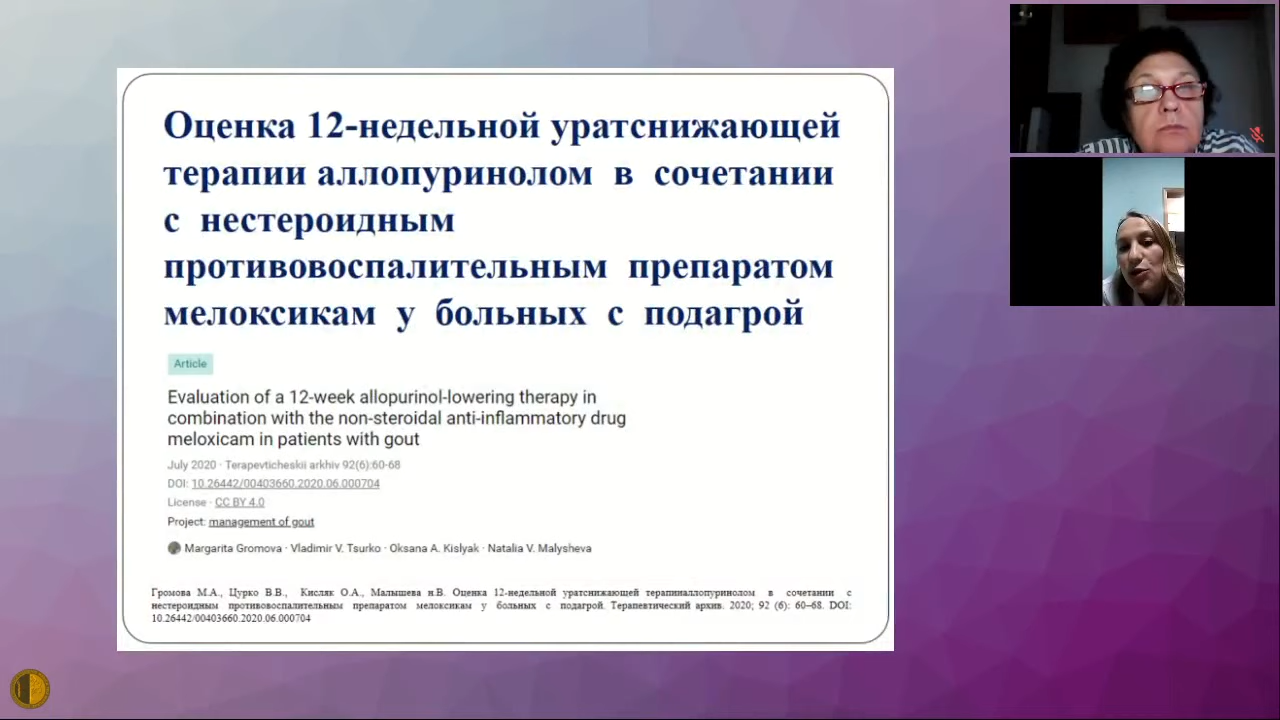 Оценка 12-недельной уратснижающей
терапии аллопуринолом в сочетании
с нестероидным
противовоспалительным препаратом
мелоксикам у больных с подагрой
Article
Evaluation of a 12-week allopurinol-lowering therapy in
combination with the non-steroidal anti-inflammatory drug
meloxicam in patients with gout
July 2020 · Terapevticheskii arkhiv 92(6):60-68
DOI: 10.26442/00403660.2020.06.000704
License · CC BY 4.0
Project: management of gout
Margarita Gromova · Vladimir V. Tsurko · Oksana A. Kislyak · Natalia V. Malysheva
Громова М.А., Цурко В.В., Кисляк О.А., Малышева н.В. Оценка 12-недельной уратснижающей терапииаллопуринолом в сочетании с
нестероидным противовоспалительным препаратом мелоксикам у больных с подагрой. Терапевтический архив. 2020; 92 (6): 60–68. DOI:
10.26442/00403660.2020.06.000704